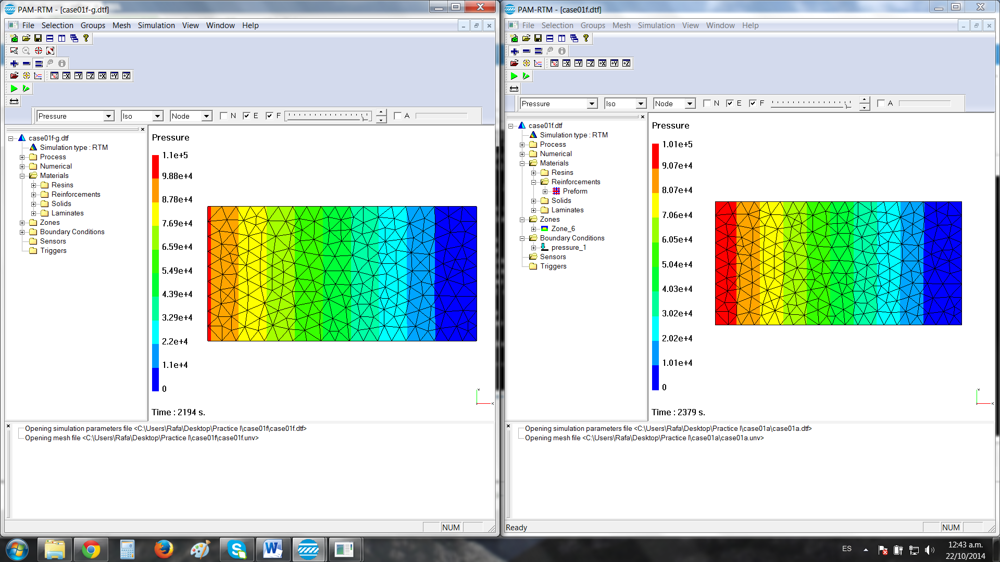 PAM-RTM - [case01f-g.dtf]
File Selection Groups Mesh Simulation View Window Help
Pressure Iso Node N E F A
case01f-g.dtf
Simulation type : RTM
Process
Numerical
Materials
Resins
Reinforcements
Solids
Laminates
Zones
Boundary Conditions
Sensors
Triggers
Pressure
1.1e+5
9.88e+4
8.78e+4
7.69e+4
6.59e+4
5.49e+4
4.39e+4
3.29e+4
2.2e+4
1.1e+4
0
Time : 2194 s.
Opening simulation parameters file <C:\Users\Rafa\Desktop\Practice I\case01f\case01f.dtf>
Opening mesh file <C:\Users\Rafa\Desktop\Practice I\case01f\case01f.unv>
NUM
PAM-RTM - [case01f.dtf]
File Selection Groups Mesh Simulation View Window Help
Pressure Iso Node N E F A
case01f.dtf
Simulation type : RTM
Process
Numerical
Materials
Resins
Reinforcements
Preform
Solids
Laminates
Zones
Zone_6
Boundary Conditions
pressure_1
Sensors
Triggers
Pressure
1.01e+5
9.07e+4
8.07e+4
7.06e+4
6.05e+4
5.04e+4
4.03e+4
3.02e+4
2.02e+4
1.01e+4
0
Time : 2379 s.
Opening simulation parameters file <C:\Users\Rafa\Desktop\Practice I\case01a\case01a.dtf>
Opening mesh file <C:\Users\Rafa\Desktop\Practice I\case01a\case01a.unv>
Ready NUM
ES
12:43 a.m.
22/10/2014